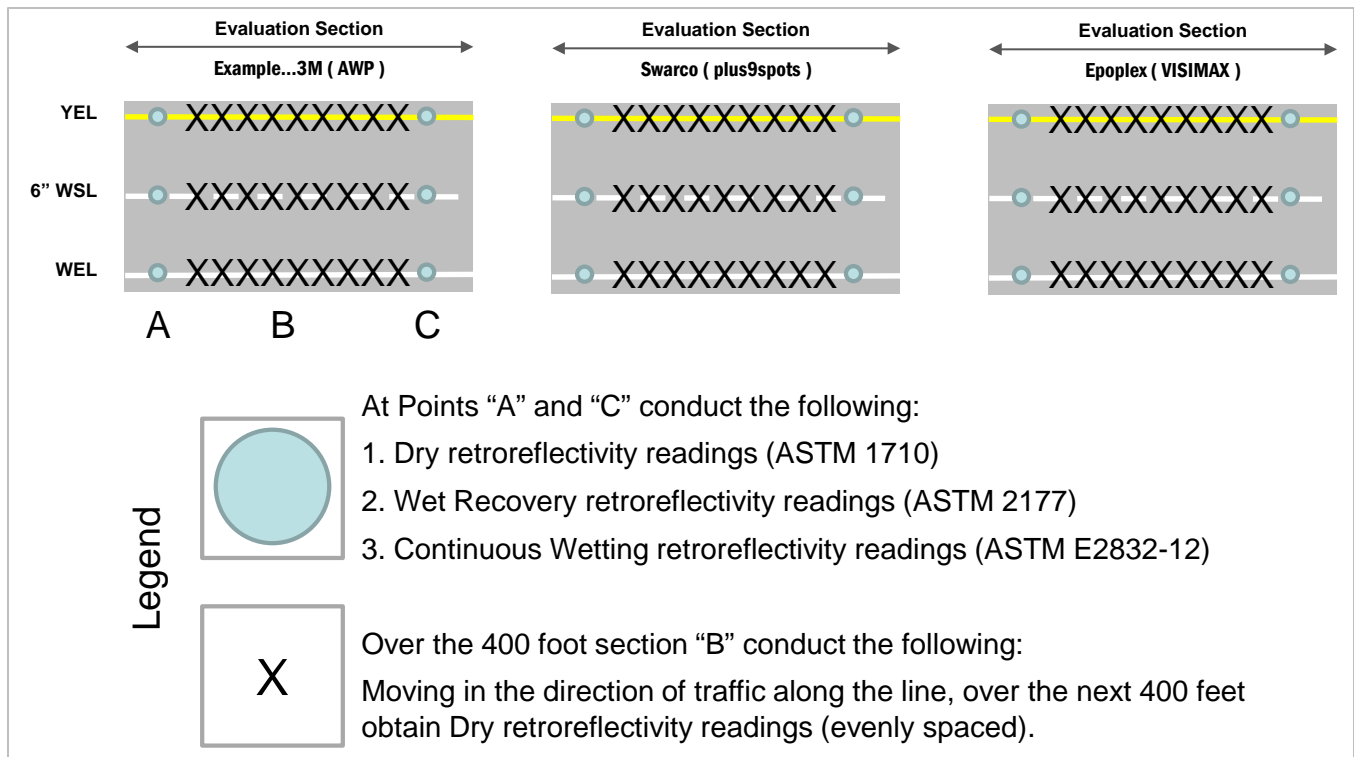 Evaluation Section
Example...3M ( AWP )
Evaluation Section
Swarco ( plus9spots )
Evaluation Section
Epoplex ( VISIMAX )
YEL
XXXXXXXXX
XXXXXXXXX
XXXXXXXXX
6” WSL
XXXXXXXXX
XXXXXXXXX
XXXXXXXXX
WEL
XXXXXXXXX
XXXXXXXXX
XXXXXXXXX
A B C
Legend
At Points “A” and “C” conduct the following:
1. Dry retroreflectivity readings (ASTM 1710)
2. Wet Recovery retroreflectivity readings (ASTM 2177)
3. Continuous Wetting retroreflectivity readings (ASTM E2832-12)
X
Over the 400 foot section “B” conduct the following:
Moving in the direction of traffic along the line, over the next 400 feet
obtain Dry retroreflectivity readings (evenly spaced).